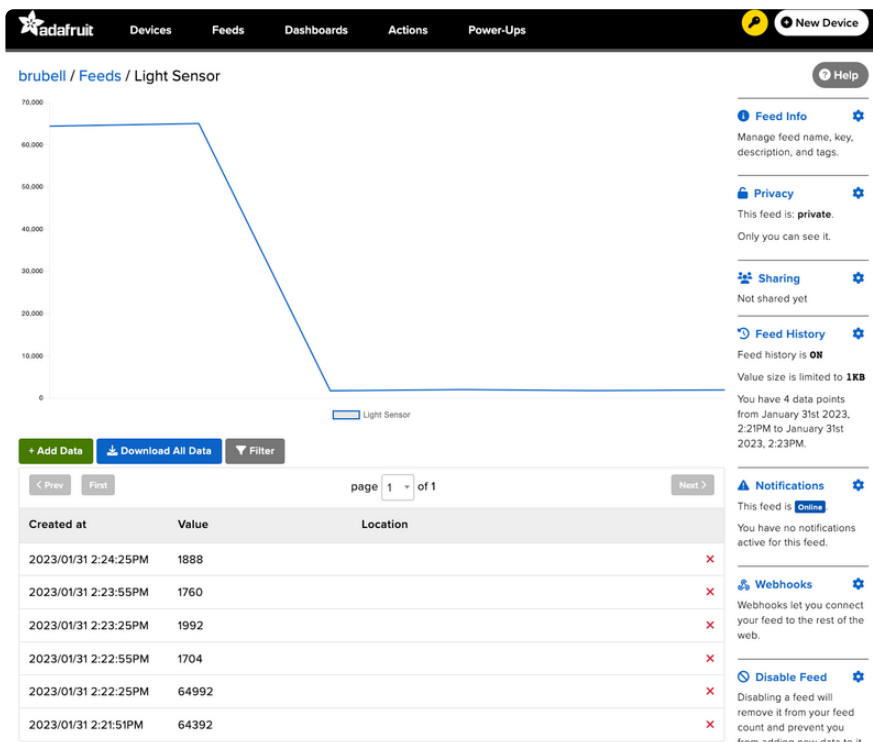 adafruit Devices Feeds Dashboards Actions Power-Ups New Device
brubell / Feeds / Light Sensor
Help
70,000
60,000
50,000
40,000
30,000
20,000
10,000
0
Light Sensor
+ Add Data Download All Data Filter
< Prev First page 1 of 1 Next >
Created at Value Location
2023/01/31 2:24:25PM 1888
2023/01/31 2:23:55PM 1760
2023/01/31 2:23:25PM 1992
2023/01/31 2:22:55PM 1704
2023/01/31 2:22:25PM 64992
2023/01/31 2:21:51PM 64392
Feed Info
Manage feed name, key,
description, and tags.
Privacy
This feed is: private.
Only you can see it.
Sharing
Not shared yet
Feed History
Feed history is ON
Value size is limited to 1KB
You have 4 data points
from January 31st 2023,
2:21PM to January 31st
2023, 2:23PM.
Notifications
This feed is Online.
You have no notifications
active for this feed.
Webhooks
Webhooks let you connect
your feed to the rest of the
web.
Disable Feed
Disabling a feed will
remove it from your feed
count and prevent you
from adding new data to it